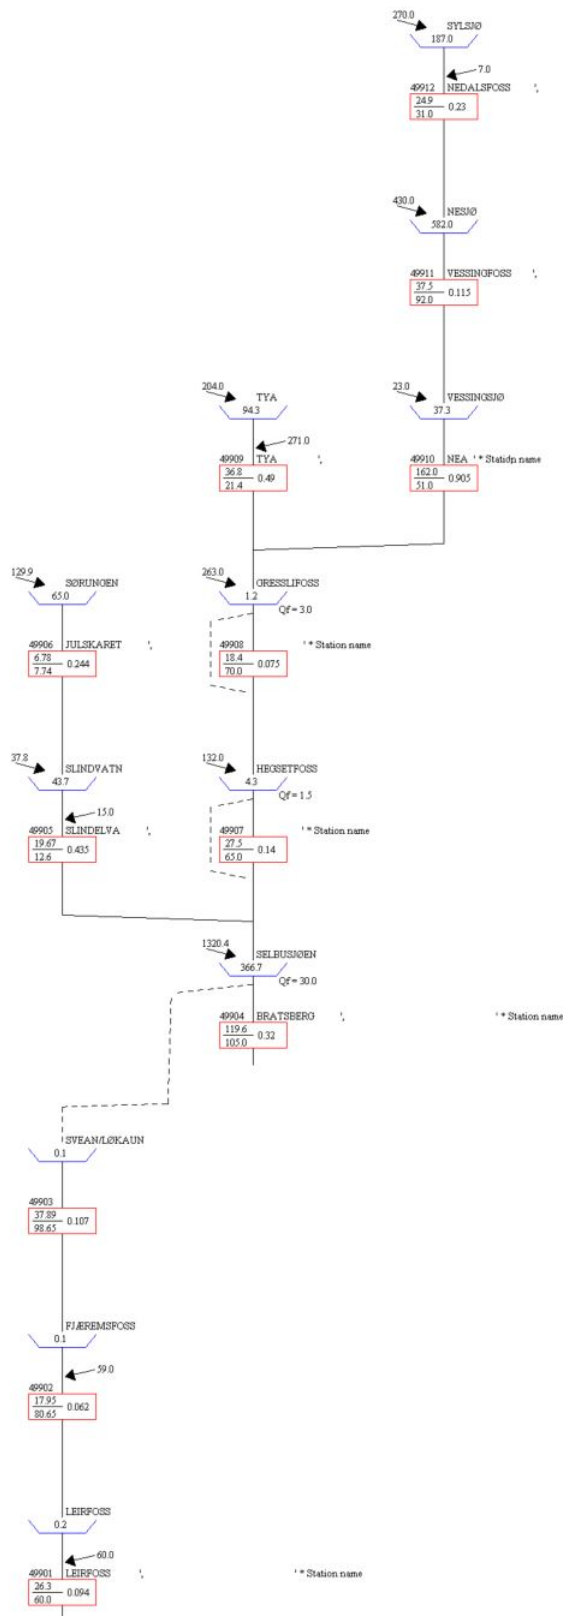 270.0
SYLSJØ
187.0
7.0
49912 NEDALSFOSS ',
24.9
31.0
0.23
430.0
NESJØ
582.0
49911 VESSINGFOSS ',
37.5
92.0
0.115
204.0
TYA
94.3
23.0
VESSINGSJØ
37.3
271.0
49909 TYA ',
36.8
21.4
0.49
49910 NEA ' * Station name
162.0
51.0
0.905
129.9
SØRUNGEN
65.0
263.0
GRESSLIFOSS
1.2
Qf = 3.0
49906 JULSKARET ',
6.78
7.74
0.244
49908 ' * Station name
18.4
70.0
0.075
37.8
SLINDVATN
43.7
132.0
HEGSETFOSS
4.3
Qf = 1.5
15.0
49905 SLINDELVA ',
19.67
12.6
0.435
49907 ' * Station name
27.5
65.0
0.14
1320.4
SELBUSJØEN
366.7
Qf = 30.0
49904 BRATSBERG ', ' * Station name
119.6
105.0
0.32
SVEAN/LØKAUN
0.1
49903
37.89
98.65
0.107
FJÆREMSFOSS
0.1
59.0
49902
17.95
80.65
0.062
LEIRFOSS
0.2
60.0
49901 LEIRFOSS ', ' * Station name
26.3
60.0
0.094